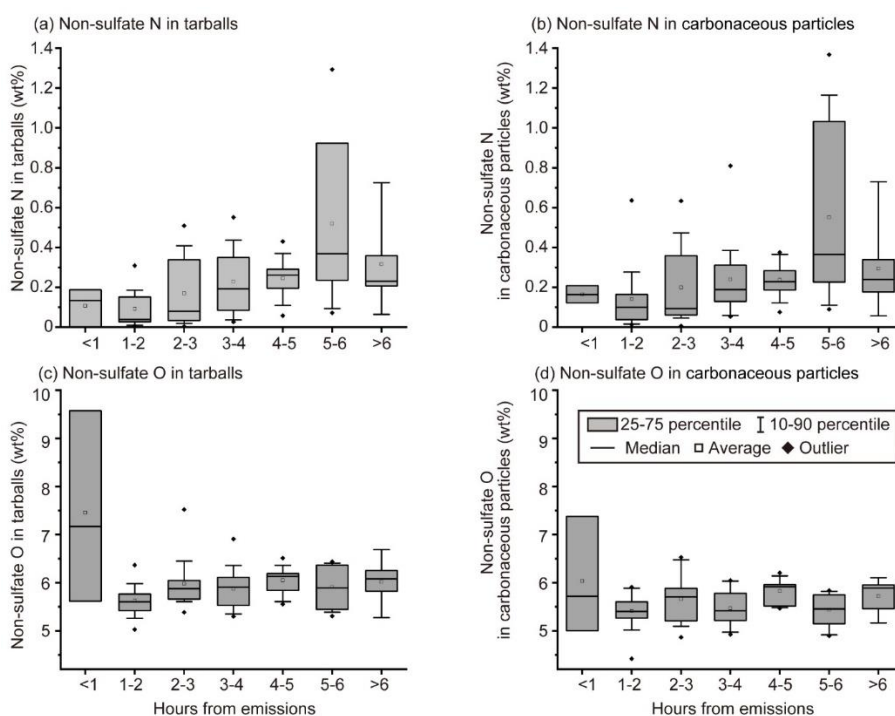 (a) Non-sulfate N in tarballs
Non-sulfate N in tarballs (wt%)
1.4
1.2
1.0
0.8
0.6
0.4
0.2
0
<1 1-2 2-3 3-4 4-5 5-6 >6
(b) Non-sulfate N in carbonaceous particles
Non-sulfate N
in carbonaceous particles (wt%)
1.4
1.2
1.0
0.8
0.6
0.4
0.2
0
<1 1-2 2-3 3-4 4-5 5-6 >6
(c) Non-sulfate O in tarballs
Non-sulfate O in tarballs (wt%)
10
9
8
7
6
5
<1 1-2 2-3 3-4 4-5 5-6 >6
Hours from emissions
(d) Non-sulfate O in carbonaceous particles
Non-sulfate O
in carbonaceous particles (wt%)
10
9
8
7
6
5
25-75 percentile 10-90 percentile
Median Average Outlier
<1 1-2 2-3 3-4 4-5 5-6 >6
Hours from emissions